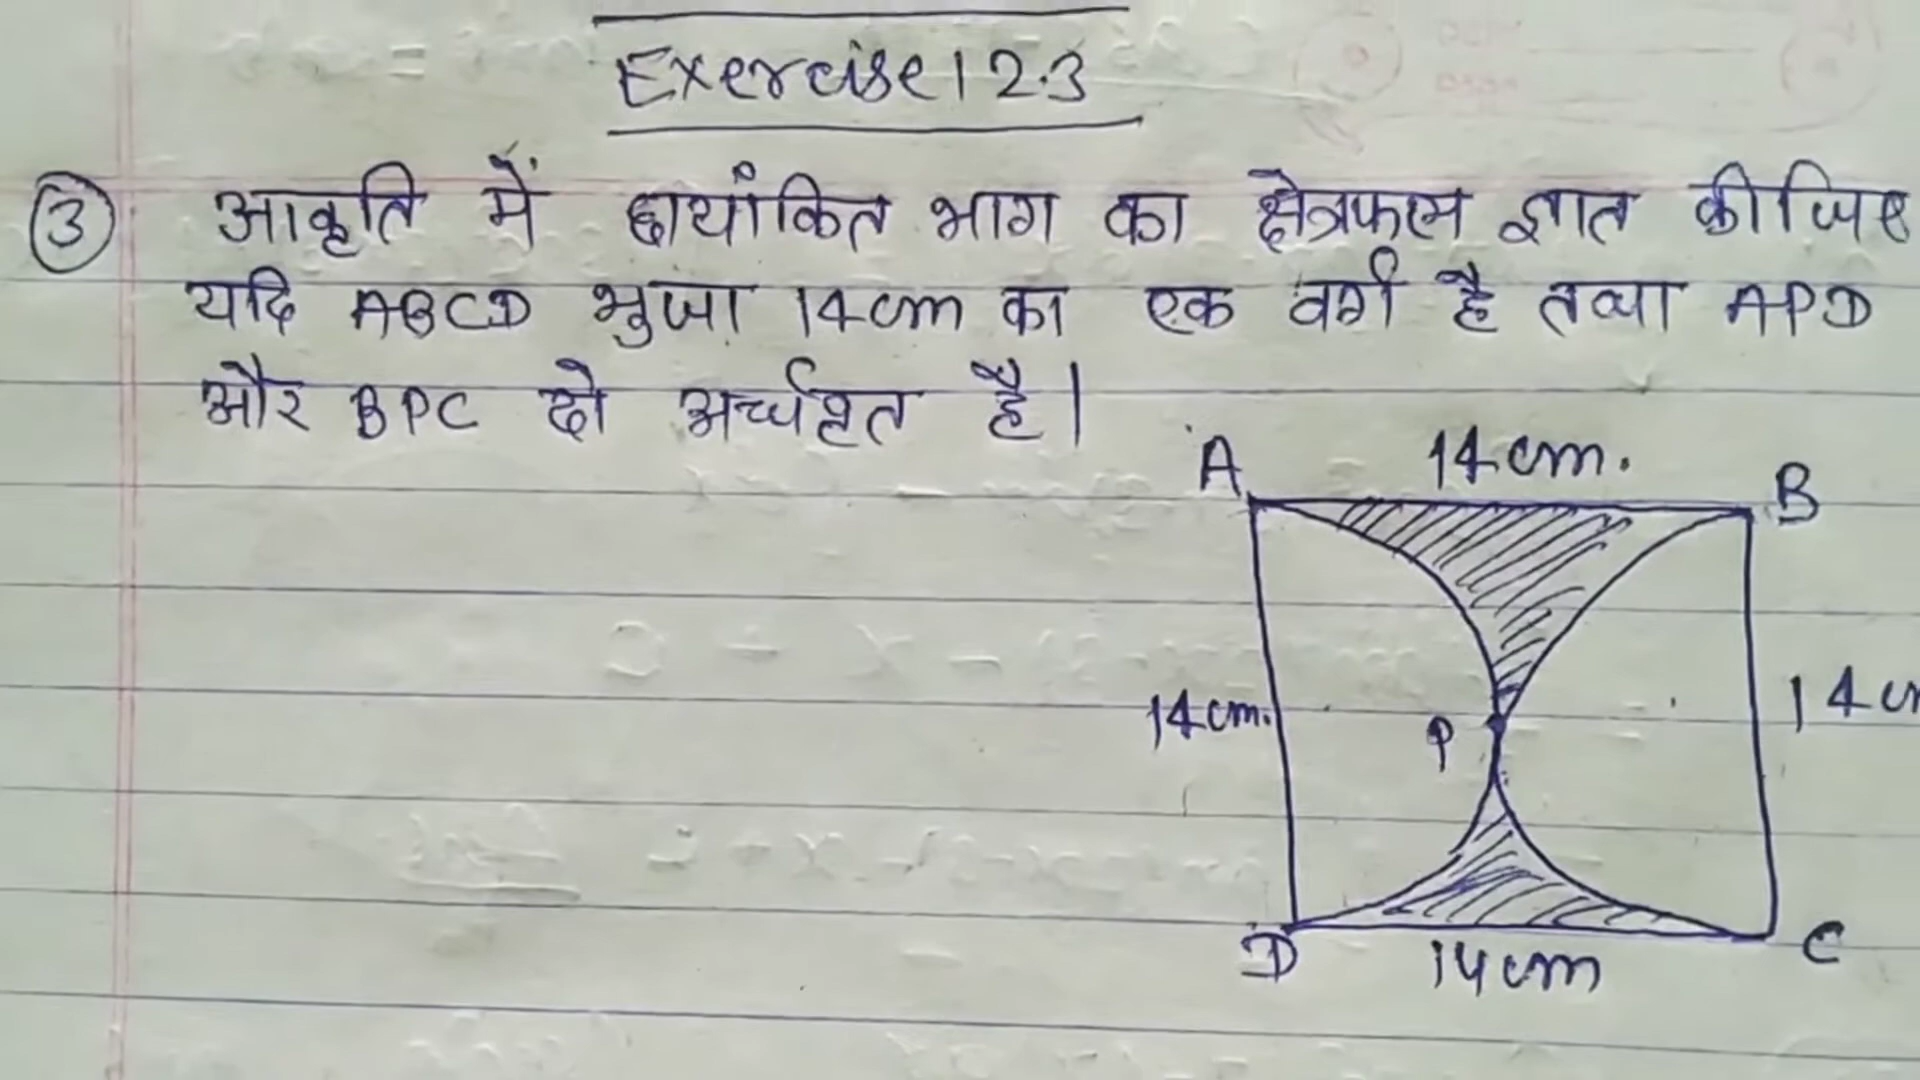 Exercise 12.3
③ आकृति में छायांकित भाग का क्षेत्रफल ज्ञात कीजिए
यदि ABCD भुजा 14cm का एक वर्ग है तथा APD
और BPC दो अर्ध्दवृत है।
A 14cm. B
14cm. P 14cm
D 14cm C